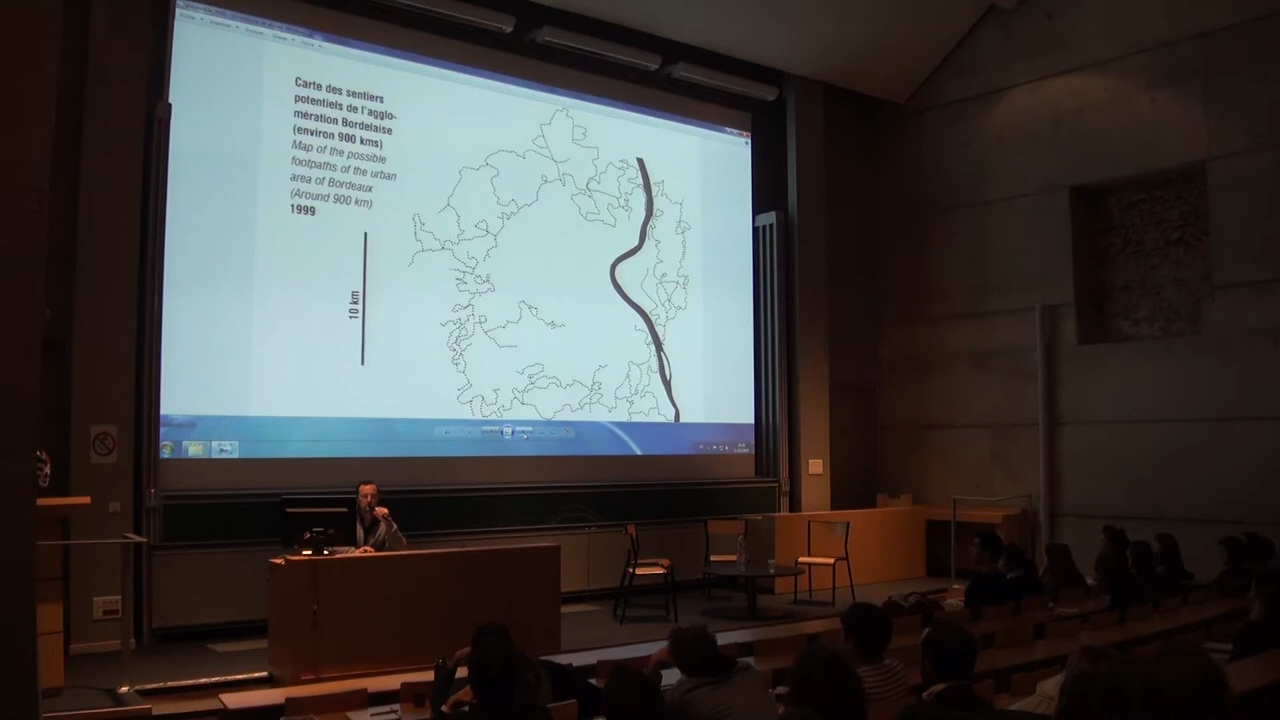 Carte des sentiers
potentiels de l'agglo-
mération Bordelaise
(environ 900 kms)
Map of the possible
footpaths of the urban
area of Bordeaux
(Around 900 km)
1999
10 km